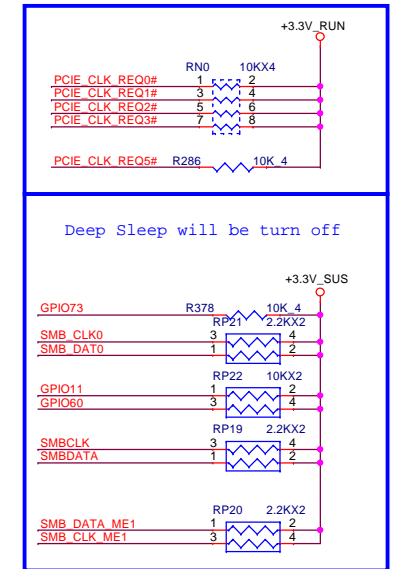 +3.3V_RUN
RN0 10KX4
PCIE_CLK_REQ0# 1 2
PCIE_CLK_REQ1# 3 4
PCIE_CLK_REQ2# 5 6
PCIE_CLK_REQ3# 7 8
PCIE_CLK_REQ5# R286 10K_4
Deep Sleep will be turn off
+3.3V_SUS
GPIO73 R378 10K_4
RP21 2.2KX2
SMB_CLK0 3 4
SMB_DAT0 1 2
RP22 10KX2
GPIO11 1 2
GPIO60 3 4
RP19 2.2KX2
SMBCLK 3 4
SMBDATA 1 2
RP20 2.2KX2
SMB_DATA_ME1 1 2
SMB_CLK_ME1 3 4